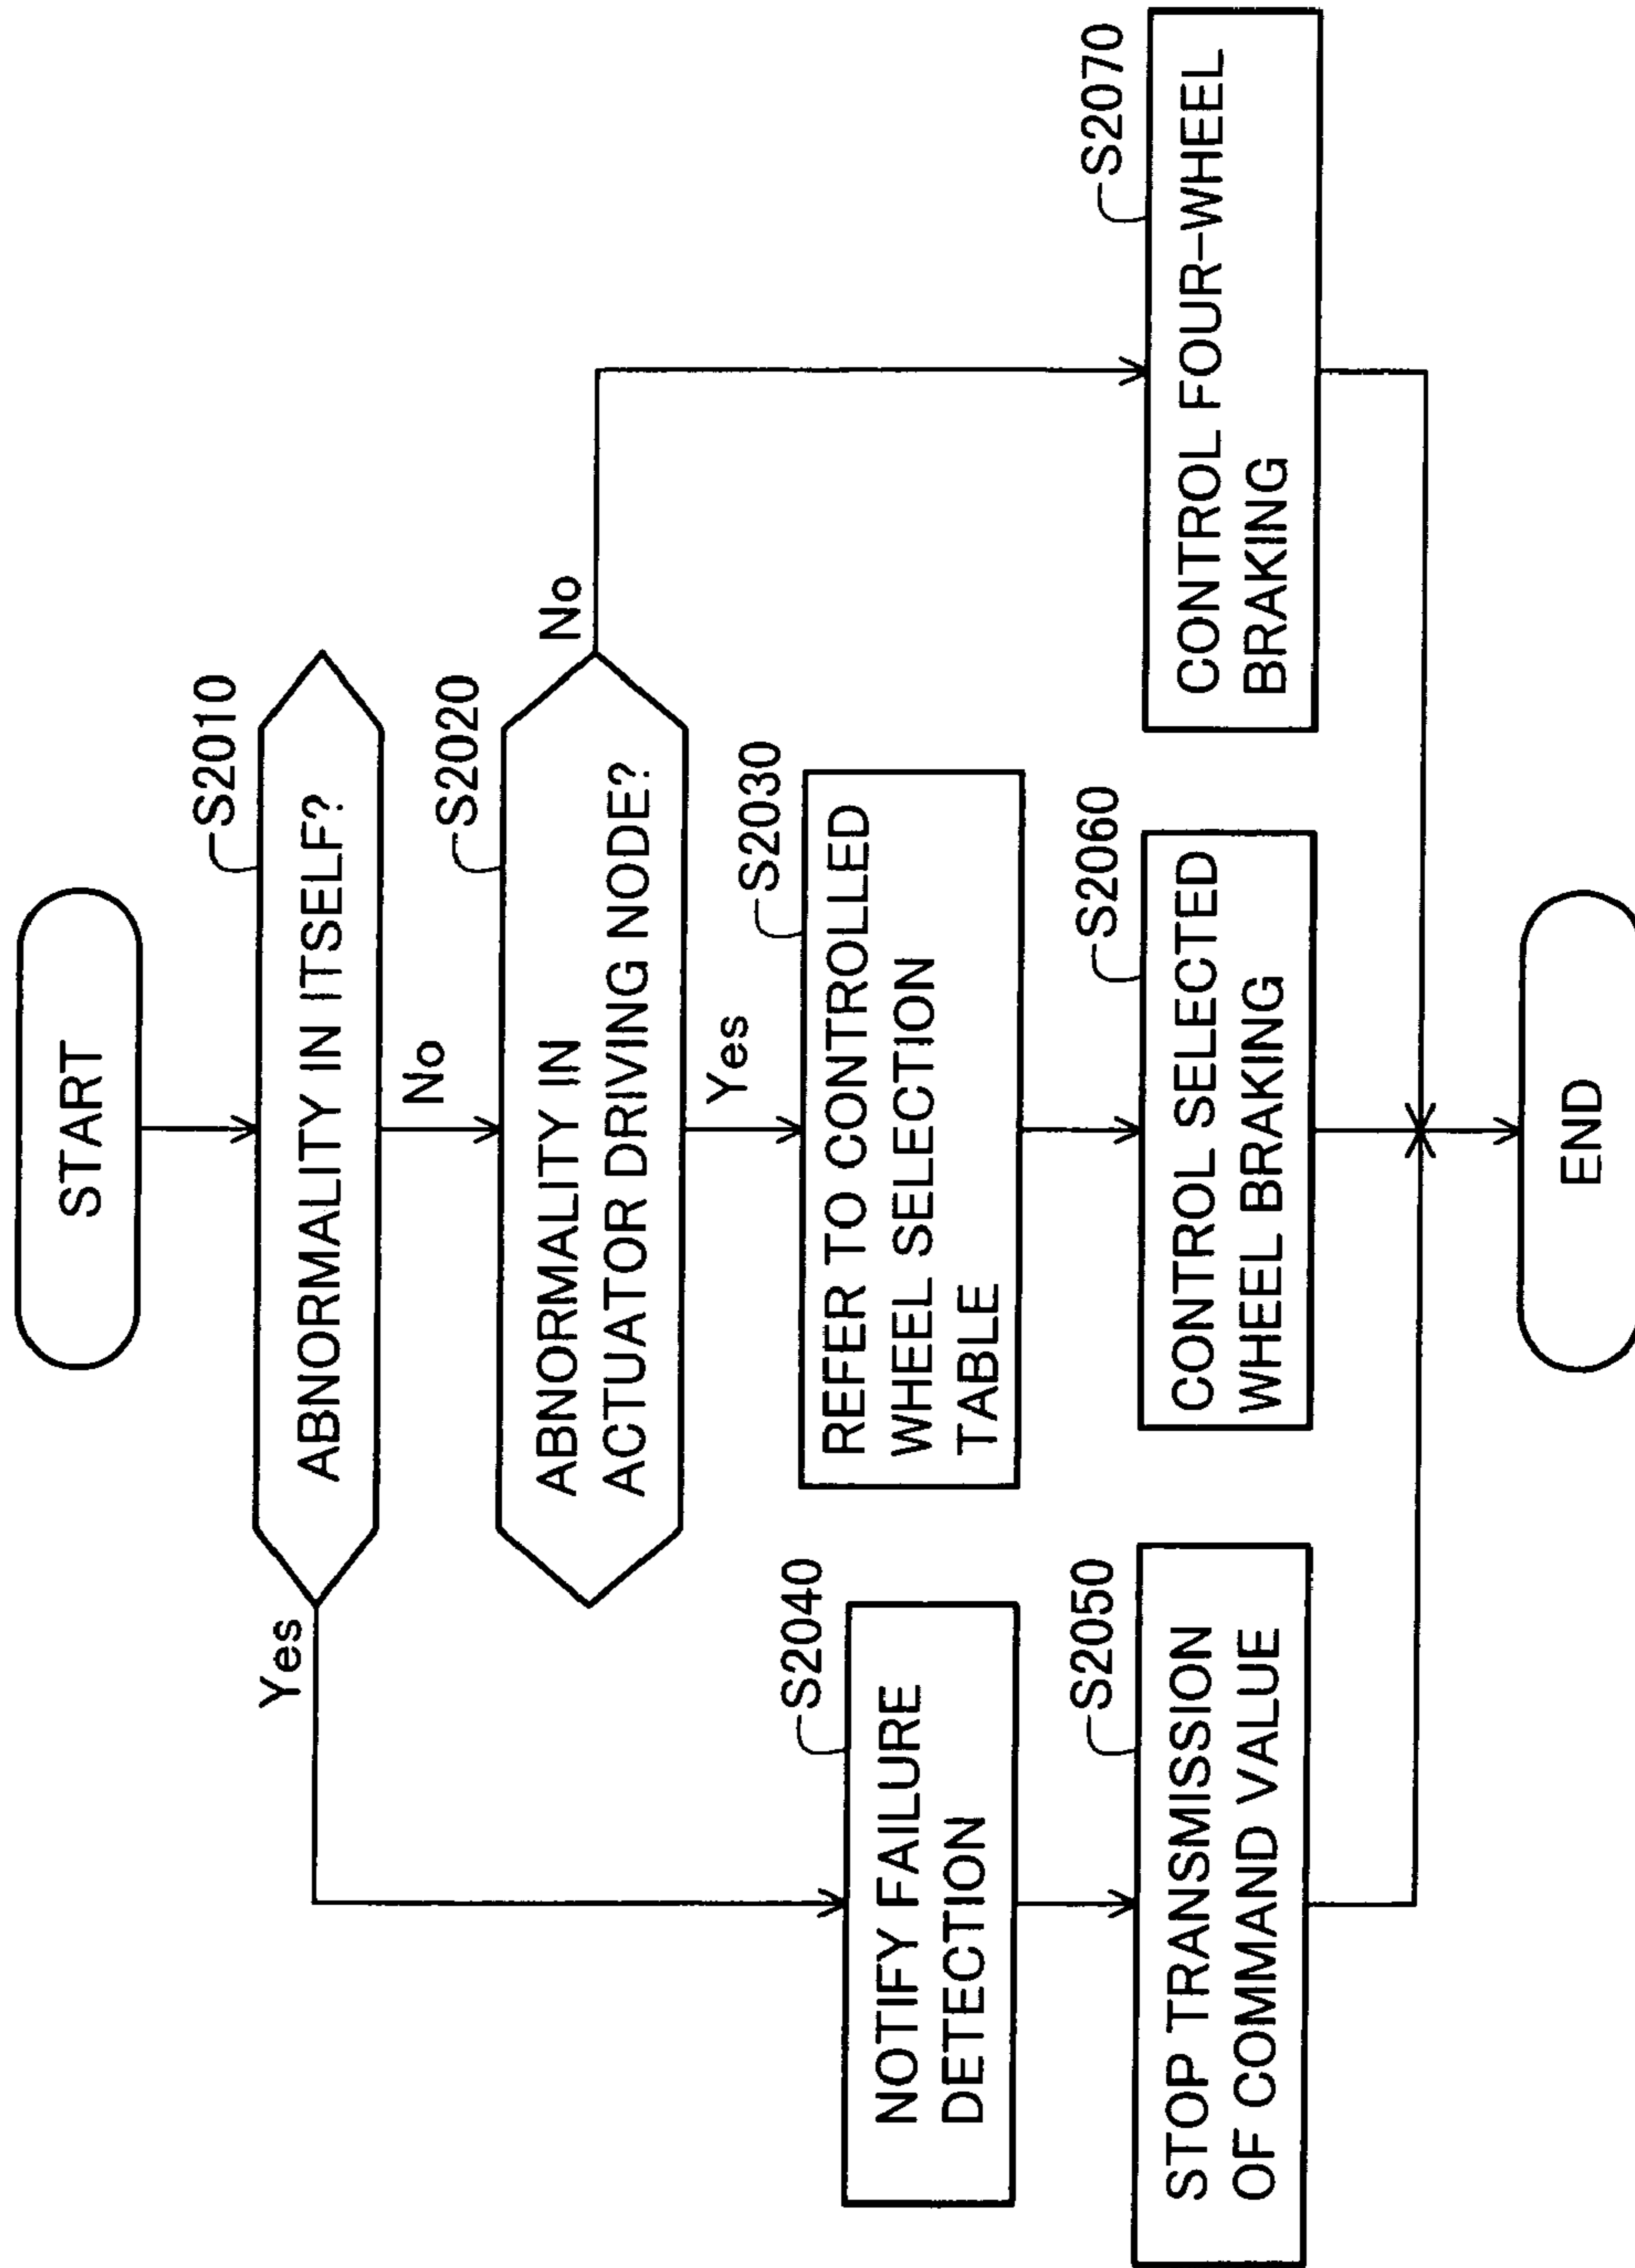 START
S2010
ABNORMALITY IN ITSELF?
Yes
No
S2020
ABNORMALITY IN
ACTUATOR DRIVING NODE?
No
Yes
S2030
REFER TO CONTROLLED
WHEEL SELECTION
TABLE
S2040
NOTIFY FAILURE
DETECTION
S2050
STOP TRANSMISSION
OF COMMAND VALUE
S2060
CONTROL SELECTED
WHEEL BRAKING
S2070
CONTROL FOUR-WHEEL
BRAKING
END